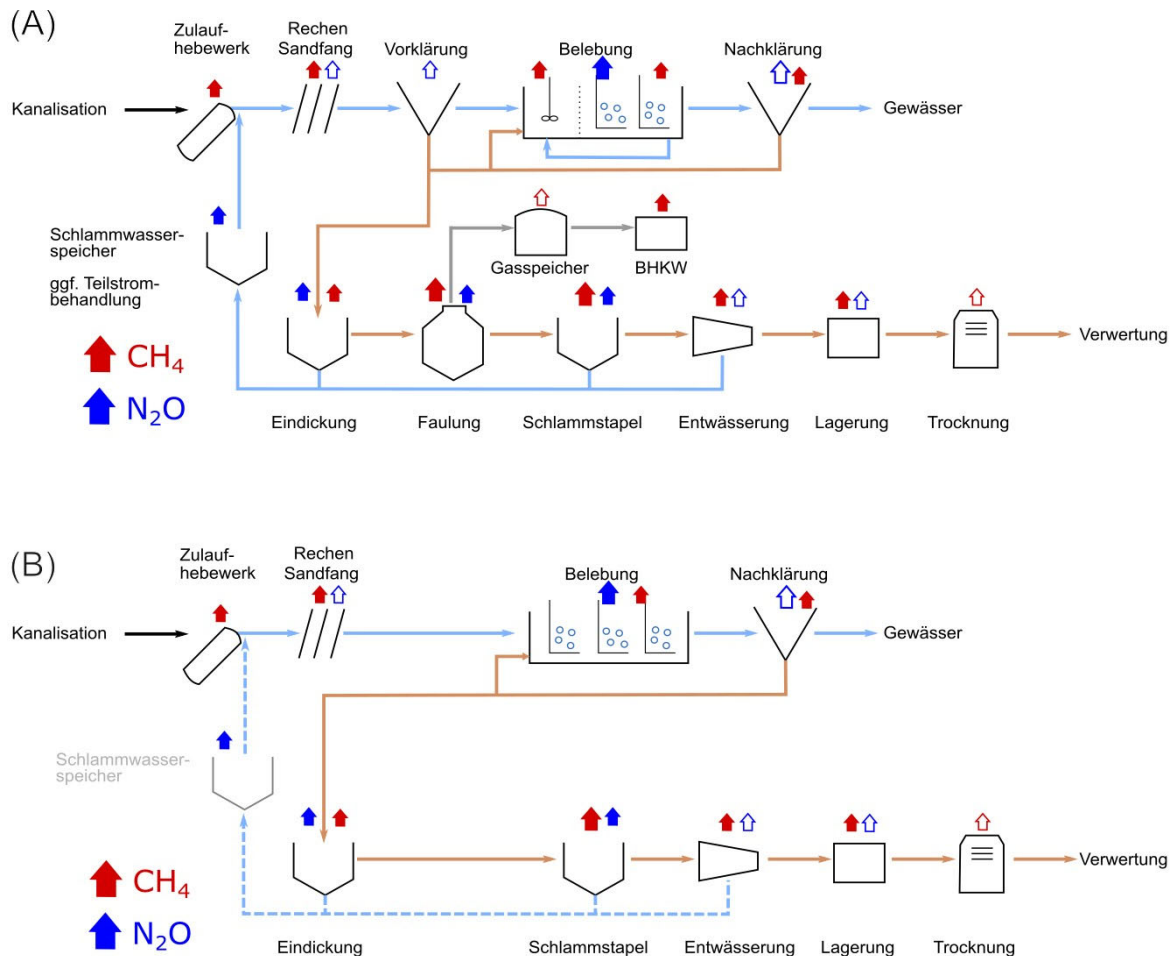 (A)
Zulauf-
hebewerk
Rechen
Sandfang
Vorklärung
Belebung
Nachklärung
Kanalisation
Gewässer
Schlammwasser-
speicher
ggf. Teilstrom-
behandlung
Gasspeicher
BHKW
CH₄
N₂O
Verwertung
Eindickung
Faulung
Schlammstapel
Entwässerung
Lagerung
Trocknung
(B)
Zulauf-
hebewerk
Rechen
Sandfang
Belebung
Nachklärung
Kanalisation
Gewässer
Schlammwasser-
speicher
CH₄
N₂O
Verwertung
Eindickung
Schlammstapel
Entwässerung
Lagerung
Trocknung